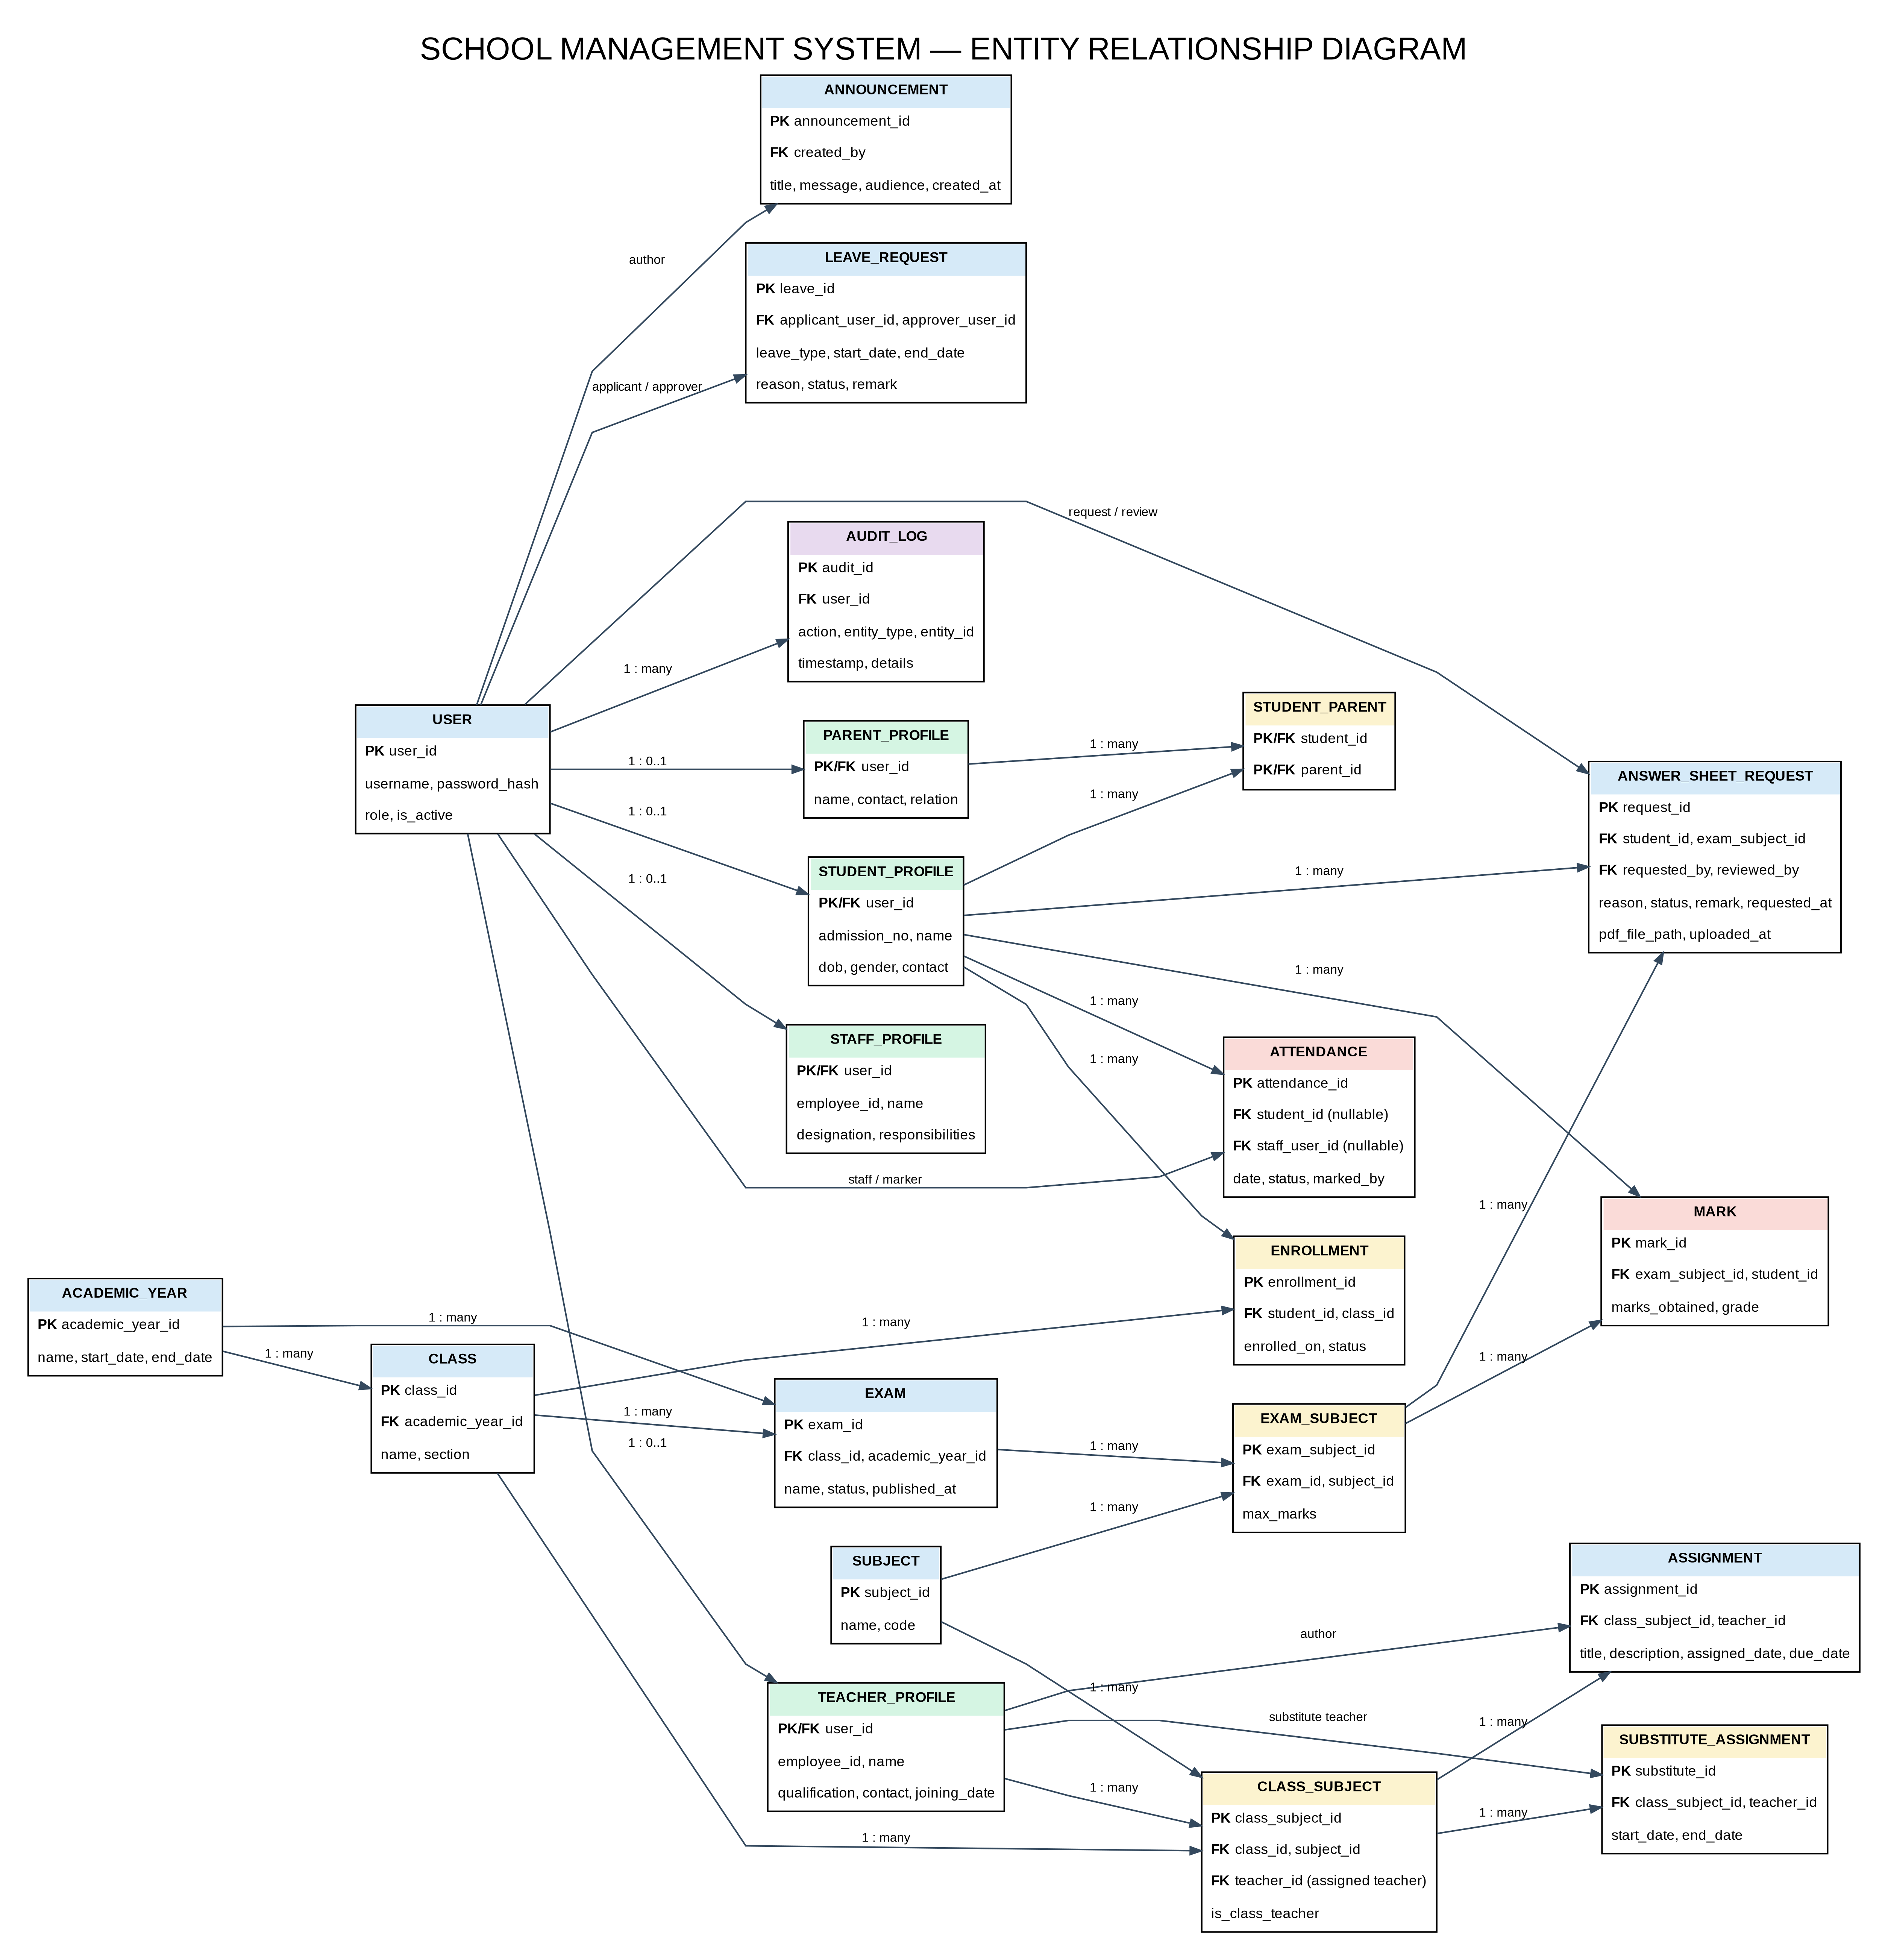 SCHOOL MANAGEMENT SYSTEM — ENTITY RELATIONSHIP DIAGRAM
ANNOUNCEMENT
PK announcement_id
FK created_by
title, message, audience, created_at
author
LEAVE_REQUEST
PK leave_id
FK applicant_user_id, approver_user_id
leave_type, start_date, end_date
reason, status, remark
applicant / approver
request / review
AUDIT_LOG
PK audit_id
FK user_id
action, entity_type, entity_id
timestamp, details
1 : many
USER
PK user_id
username, password_hash
role, is_active
1 : 0..1
1 : 0..1
1 : 0..1
PARENT_PROFILE
PK/FK user_id
name, contact, relation
1 : many
1 : many
STUDENT_PARENT
PK/FK student_id
PK/FK parent_id
ANSWER_SHEET_REQUEST
PK request_id
FK student_id, exam_subject_id
FK requested_by, reviewed_by
reason, status, remark, requested_at
pdf_file_path, uploaded_at
STUDENT_PROFILE
PK/FK user_id
admission_no, name
dob, gender, contact
1 : many
1 : many
1 : many
1 : many
STAFF_PROFILE
PK/FK user_id
employee_id, name
designation, responsibilities
staff / marker
ATTENDANCE
PK attendance_id
FK student_id (nullable)
FK staff_user_id (nullable)
date, status, marked_by
1 : many
MARK
PK mark_id
FK exam_subject_id, student_id
marks_obtained, grade
ENROLLMENT
PK enrollment_id
FK student_id, class_id
enrolled_on, status
ACADEMIC_YEAR
PK academic_year_id
name, start_date, end_date
1 : many
1 : many
1 : many
CLASS
PK class_id
FK academic_year_id
name, section
1 : many
1 : 0..1
EXAM
PK exam_id
FK class_id, academic_year_id
name, status, published_at
1 : many
1 : many
EXAM_SUBJECT
PK exam_subject_id
FK exam_id, subject_id
max_marks
1 : many
SUBJECT
PK subject_id
name, code
1 : many
author
ASSIGNMENT
PK assignment_id
FK class_subject_id, teacher_id
title, description, assigned_date, due_date
TEACHER_PROFILE
PK/FK user_id
employee_id, name
qualification, contact, joining_date
substitute teacher
1 : many
1 : many
1 : many
1 : many
SUBSTITUTE_ASSIGNMENT
PK substitute_id
FK class_subject_id, teacher_id
start_date, end_date
CLASS_SUBJECT
PK class_subject_id
FK class_id, subject_id
FK teacher_id (assigned teacher)
is_class_teacher